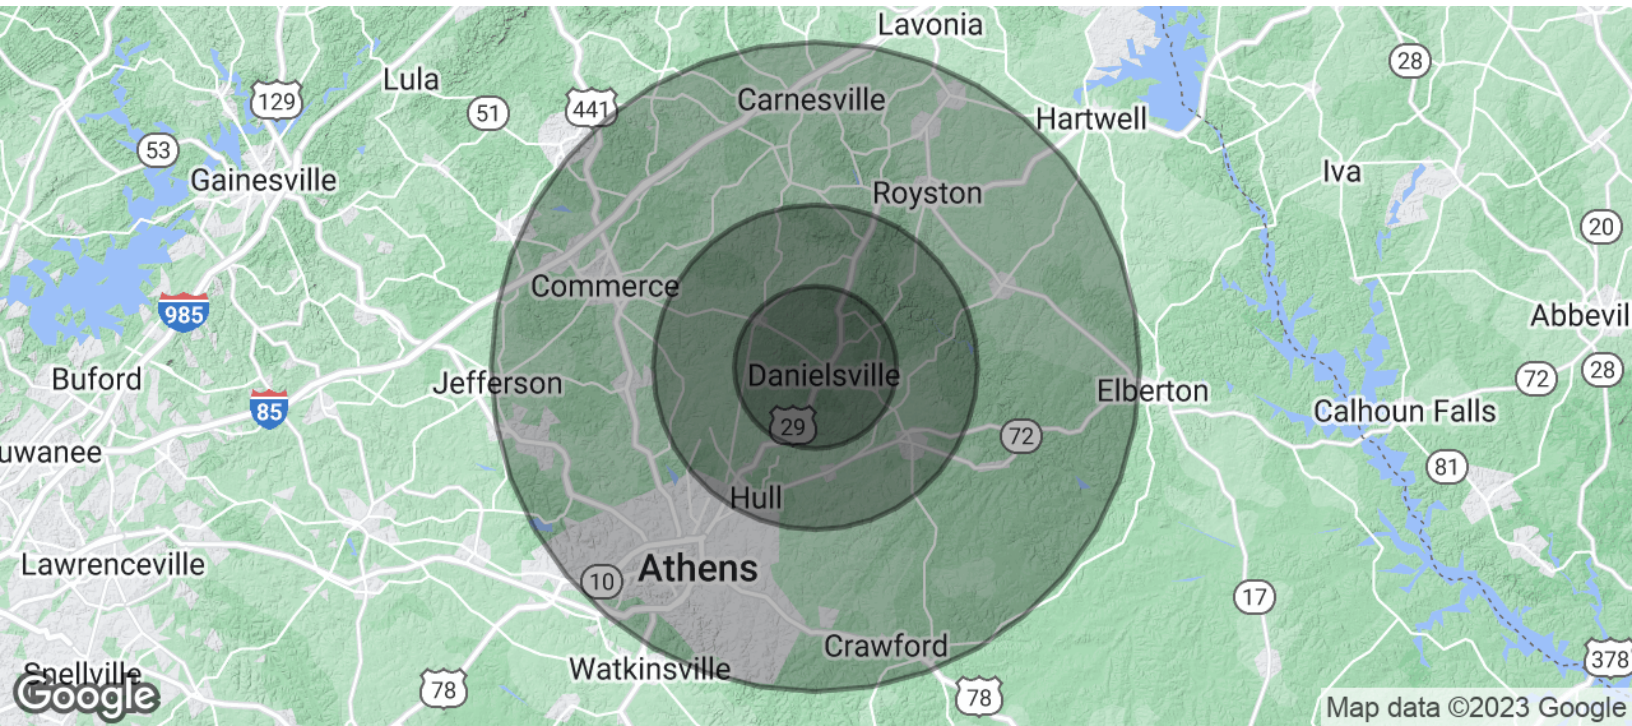 Lavonia
28
Lula
129
51
441
Carnesville
Hartwell
53
Iva
Gainesville
Royston
20
Commerce
985
Abbevil
Buford
Jefferson
Danielsville
Elberton
72
28
85
Calhoun Falls
29
72
uwanee
81
Hull
Lawrenceville
Athens
10
17
Crawford
Snellville
Watkinsville
378
Google
78
78
Map data ©2023 Google